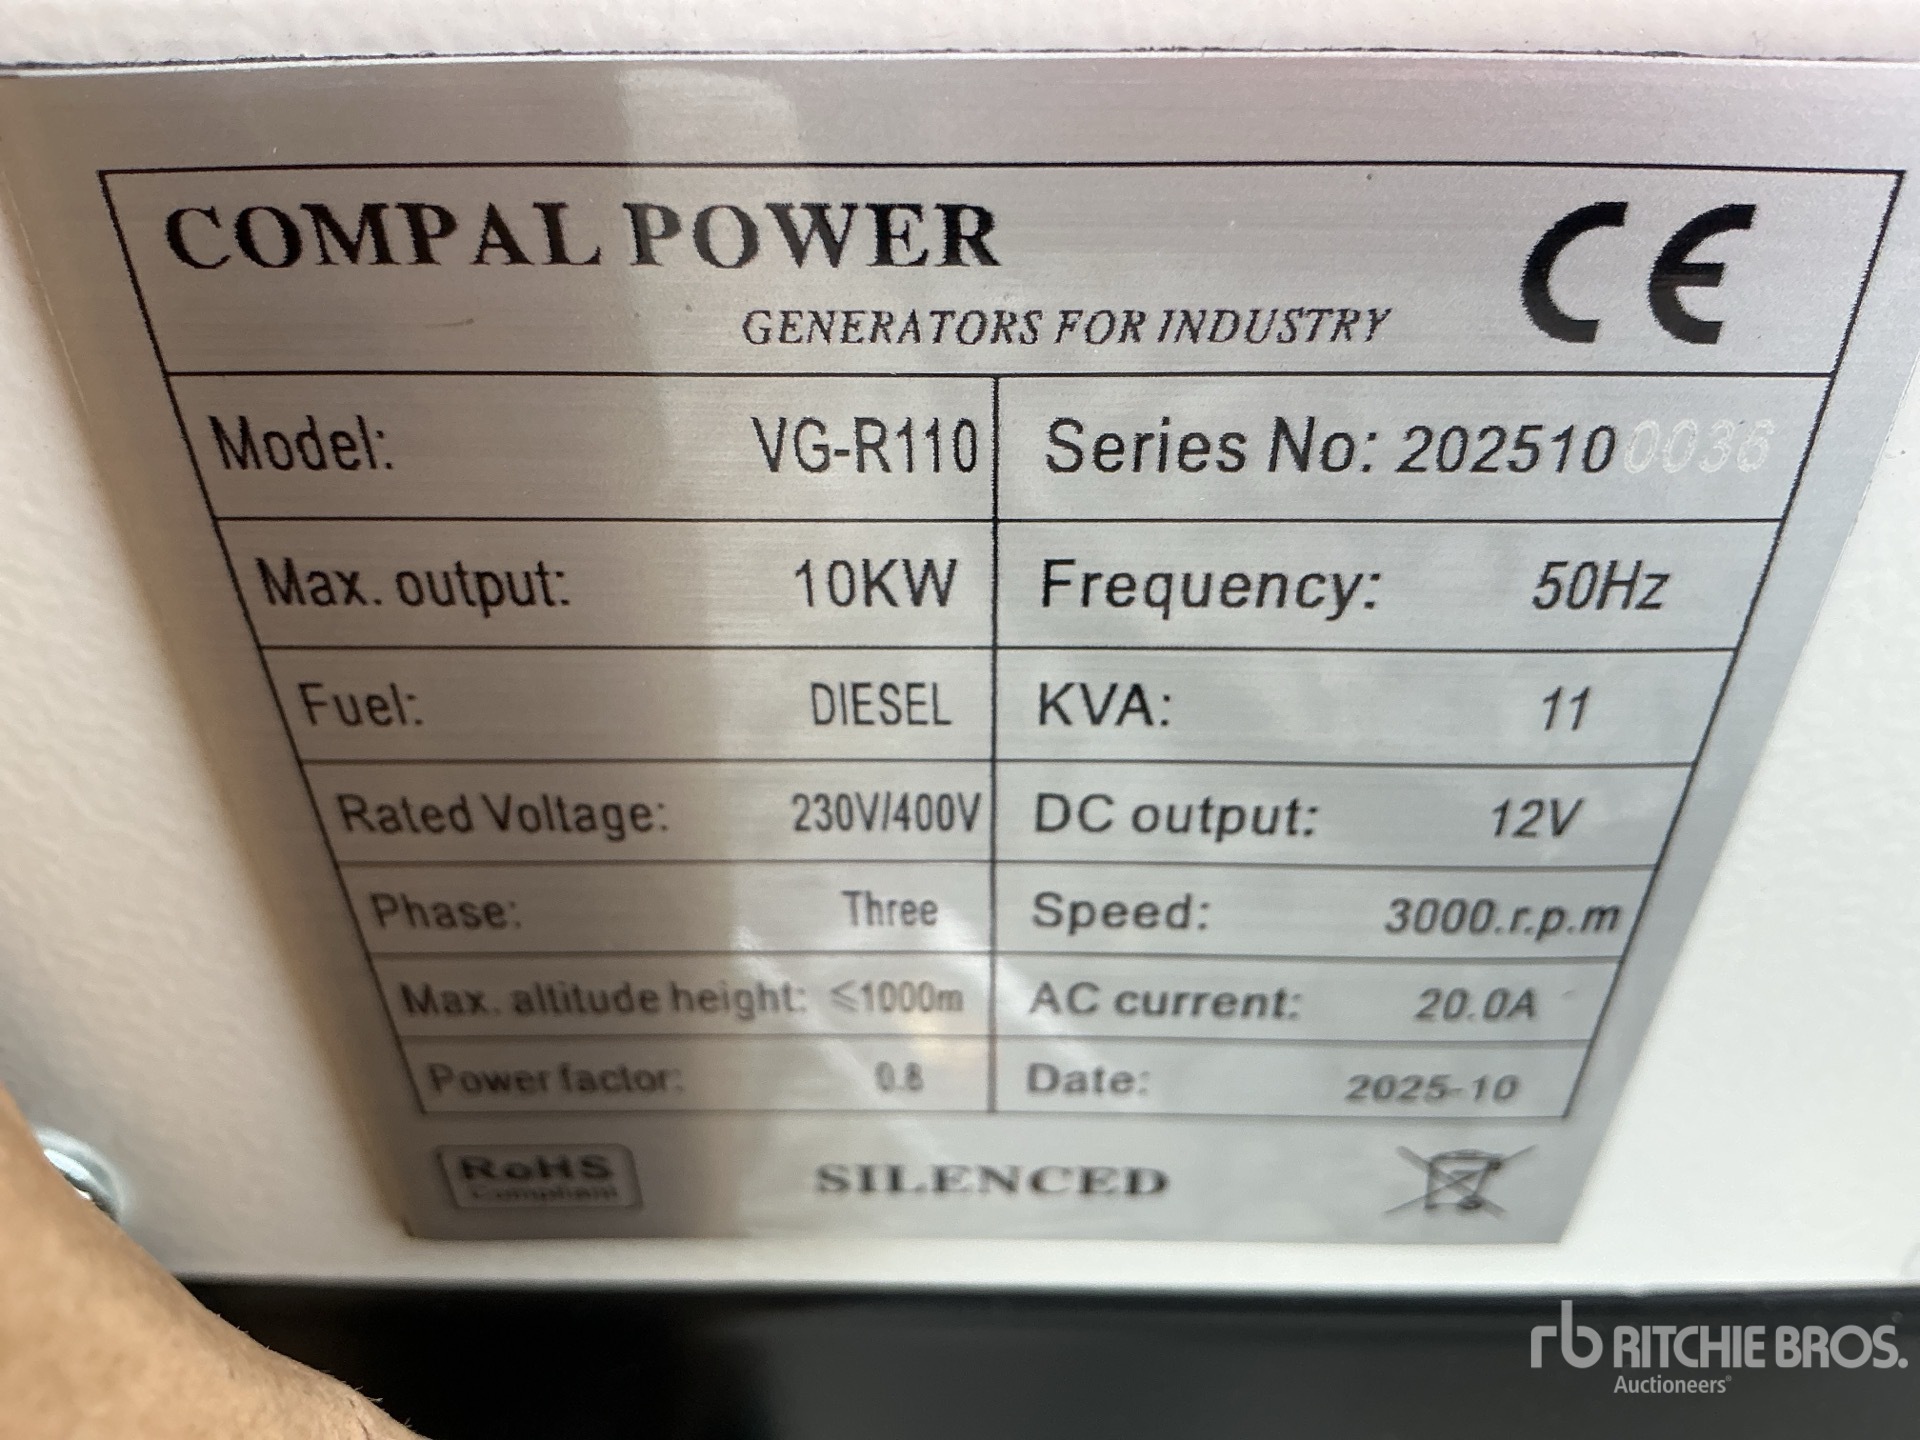 COMPAL POWER
CE
GENERATORS FOR INDUSTRY
Model: VG-R110 Series No: 2025100036
Max. output: 10KW Frequency: 50Hz
Fuel: DIESEL KVA: 11
Rated Voltage: 230V/400V DC output: 12V
Phase: Three Speed: 3000.r.p.m
Max. altitude height: ≤1000m AC current: 20.0A
Power factor: 0.8 Date: 2025-10
RoHS
Compliant
SILENCED
rb RITCHIE BROS.
Auctioneers®